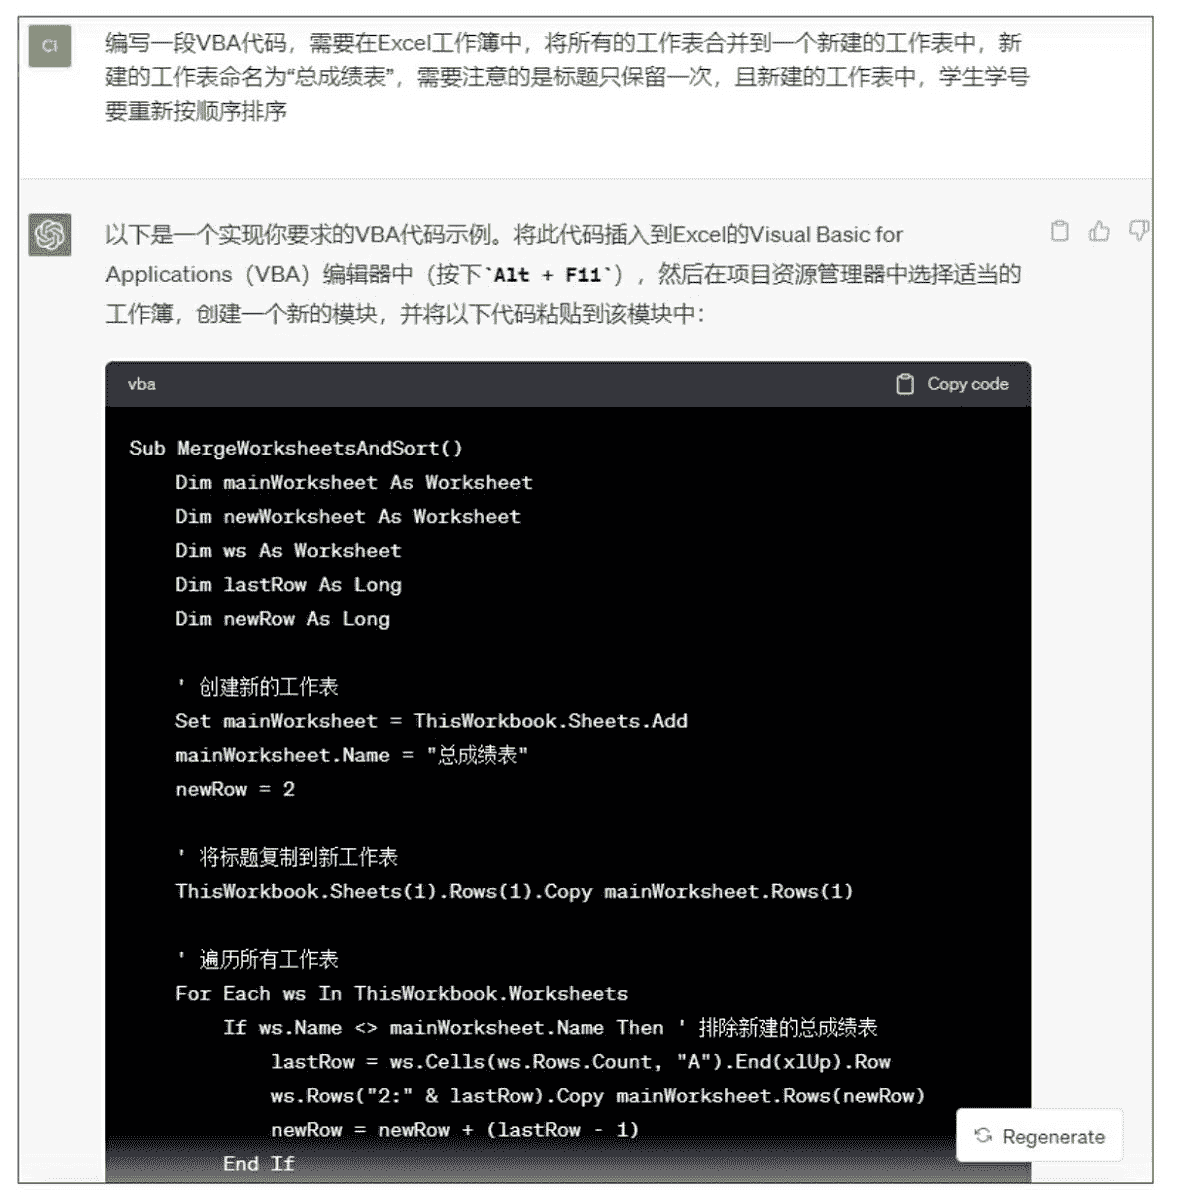 Ci
编写一段VBA代码，需要在Excel工作簿中，将所有的工作表合并到一个新建的工作表中，新
建的工作表命名为“总成绩表”，需要注意的是标题只保留一次，且新建的工作表中，学生学号
要重新按顺序排序
以下是一个实现你要求的VBA代码示例。将此代码插入到Excel的Visual Basic for
Applications（VBA）编辑器中（按下`Alt + F11`），然后在项目资源管理器中选择适当的
工作簿，创建一个新的模块，并将以下代码粘贴到该模块中：
vba
Copy code
Sub MergeWorksheetsAndSort()
Dim mainWorksheet As Worksheet
Dim newWorksheet As Worksheet
Dim ws As Worksheet
Dim lastRow As Long
Dim newRow As Long
' 创建新的工作表
Set mainWorksheet = ThisWorkbook.Sheets.Add
mainWorksheet.Name = "总成绩表"
newRow = 2
' 将标题复制到新工作表
ThisWorkbook.Sheets(1).Rows(1).Copy mainWorksheet.Rows(1)
' 遍历所有工作表
For Each ws In ThisWorkbook.Worksheets
If ws.Name <> mainWorksheet.Name Then ' 排除新建的总成绩表
lastRow = ws.Cells(ws.Rows.Count, "A").End(xlUp).Row
ws.Rows("2:" & lastRow).Copy mainWorksheet.Rows(newRow)
newRow = newRow + (lastRow - 1)
End If
Regenerate